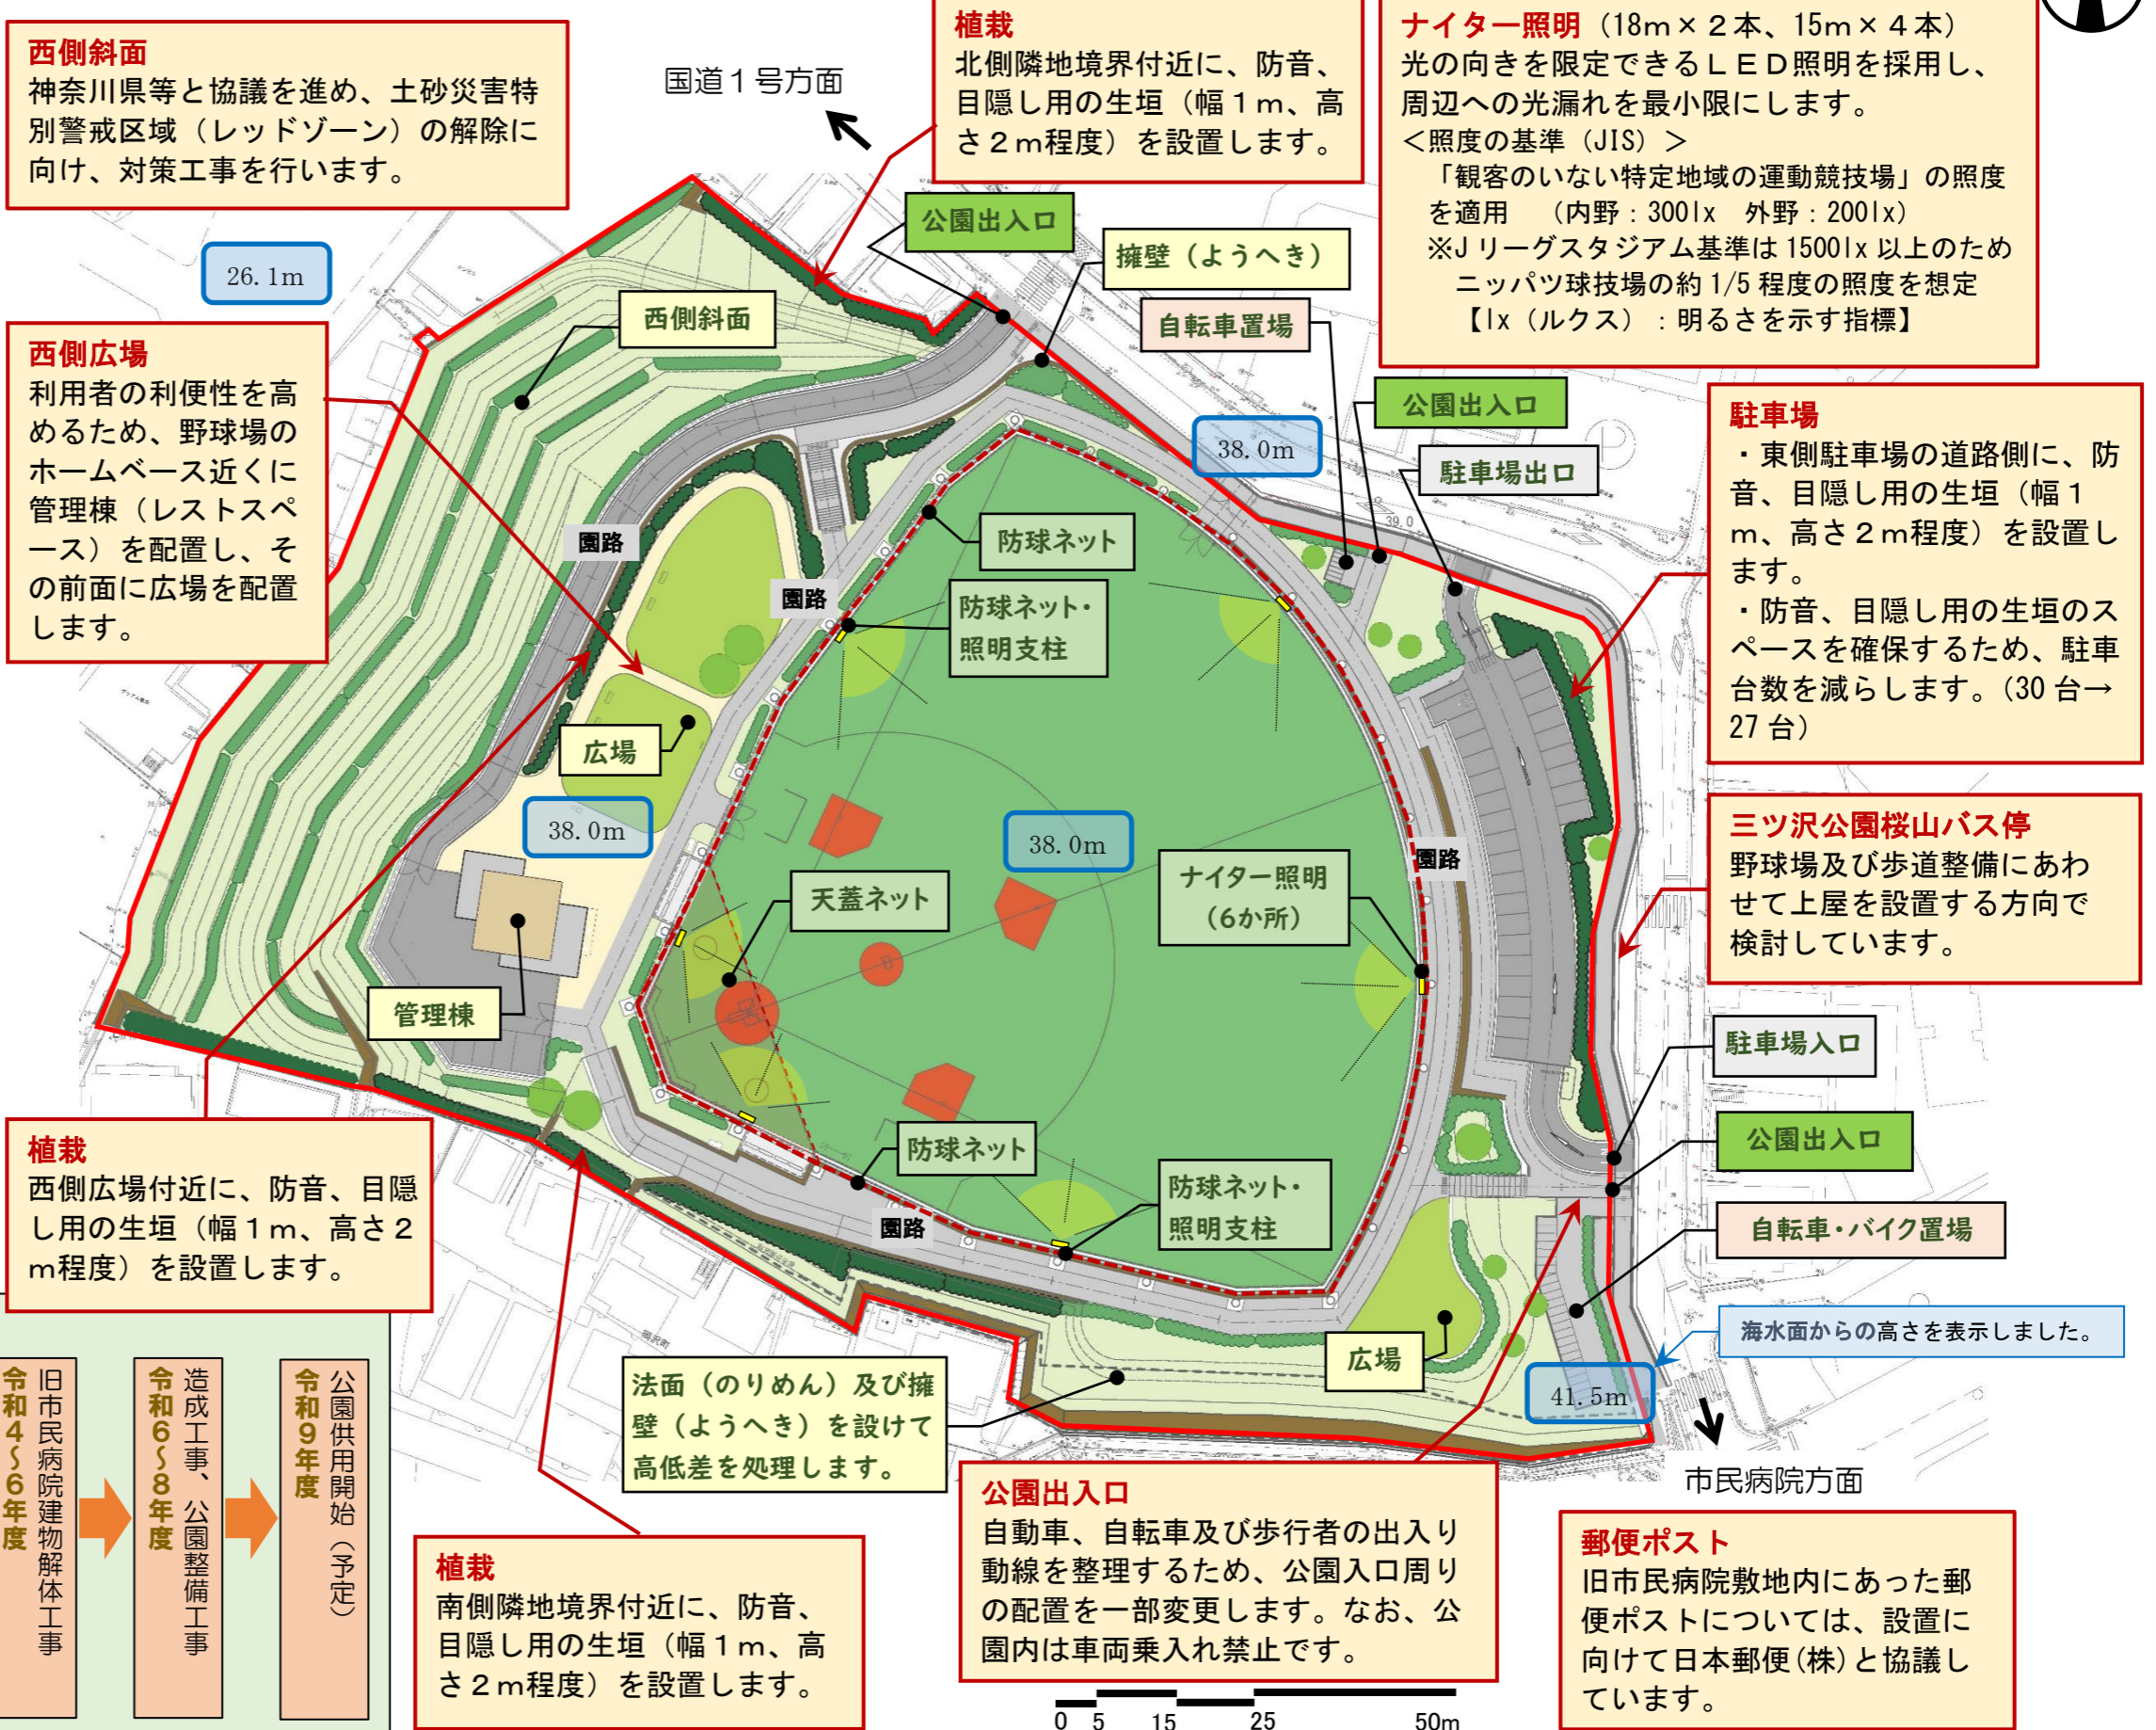 西側斜面
神奈川県等と協議を進め、土砂災害特
別警戒区域（レッドゾーン）の解除に
向け、対策工事を行います。
国道１号方面
植栽
北側隣地境界付近に、防音、
目隠し用の生垣（幅１ｍ、高
さ２ｍ程度）を設置します。
ナイター照明（18ｍ×２本、15ｍ×４本）
光の向きを限定できるＬＥＤ照明を採用し、
周辺への光漏れを最小限にします。
＜照度の基準（JIS）＞
「観客のいない特定地域の運動競技場」の照度
を適用　（内野：300lx　外野：200lx）
※Jリーグスタジアム基準は1500lx以上のため
ニッパツ球技場の約1/5程度の照度を想定
【lx（ルクス）：明るさを示す指標】
26.1m
公園出入口
擁壁（ようへき）
自転車置場
西側斜面
西側広場
利用者の利便性を高
めるため、野球場の
ホームベース近くに
管理棟（レストスペ
ース）を配置し、そ
の前面に広場を配置
します。
公園出入口
38.0m
駐車場出口
39.0
駐車場
・東側駐車場の道路側に、防
音、目隠し用の生垣（幅１
ｍ、高さ２ｍ程度）を設置し
ます。
・防音、目隠し用の生垣のス
ペースを確保するため、駐車
台数を減らします。（30台→
27台）
園路
防球ネット
園路
防球ネット・
照明支柱
広場
38.0m
38.0m
園路
三ツ沢公園桜山バス停
野球場及び歩道整備にあわ
せて上屋を設置する方向で
検討しています。
天蓋ネット
ナイター照明
（6か所）
管理棟
駐車場入口
公園出入口
植栽
西側広場付近に、防音、目隠
し用の生垣（幅１ｍ、高さ２
ｍ程度）を設置します。
防球ネット
防球ネット・
照明支柱
園路
自転車・バイク置場
海水面からの高さを表示しました。
広場
41.5m
法面（のりめん）及び擁
壁（ようへき）を設けて
高低差を処理します。
市民病院方面
旧市民病院建物解体工事
令和４～６年度
造成工事、公園整備工事
令和６～８年度
公園供用開始（予定）
令和９年度
植栽
南側隣地境界付近に、防音、
目隠し用の生垣（幅１ｍ、高
さ２ｍ程度）を設置します。
公園出入口
自動車、自転車及び歩行者の出入り
動線を整理するため、公園入口周り
の配置を一部変更します。なお、公
園内は車両乗入れ禁止です。
郵便ポスト
旧市民病院敷地内にあった郵
便ポストについては、設置に
向けて日本郵便(株)と協議し
ています。
0 5 15 25 50m